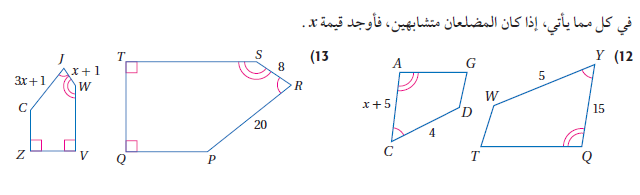 في كل مما يأتي، إذا كان المضلعان متشابهين، فأوجد قيمة x .
(12
A G
x + 5
C 4 D
Y
5
W
15
T Q
(13
J
3x + 1 x + 1
W
C
Z V
T S
8
R
20
Q P